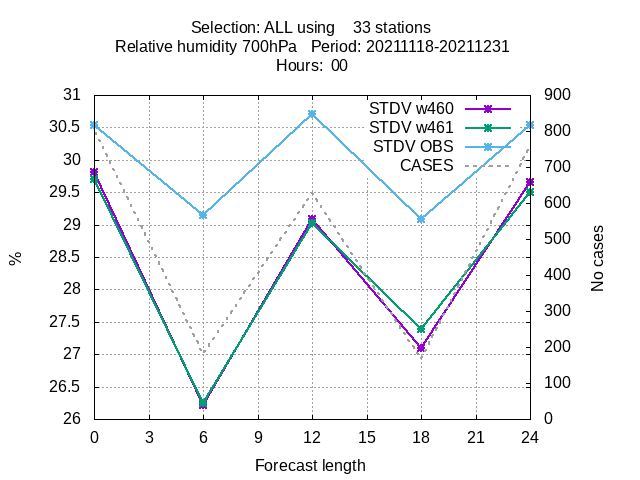 Selection: ALL using    33 stations
Relative humidity 700hPa   Period: 20211118-20211231
Hours:  00
31
30.5
30
29.5
29
28.5
28
27.5
27
26.5
26
%
STDV w460
STDV w461
STDV OBS
CASES
900
800
700
600
500
400
300
200
100
0
No cases
0 3 6 9 12 15 18 21 24
Forecast length